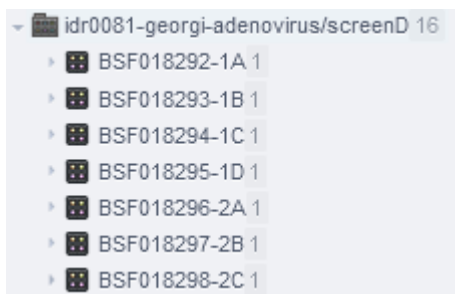 idr0081-georgi-adenovirus/screenD 16
BSF018292-1A 1
BSF018293-1B 1
BSF018294-1C 1
BSF018295-1D 1
BSF018296-2A 1
BSF018297-2B 1
BSF018298-2C 1